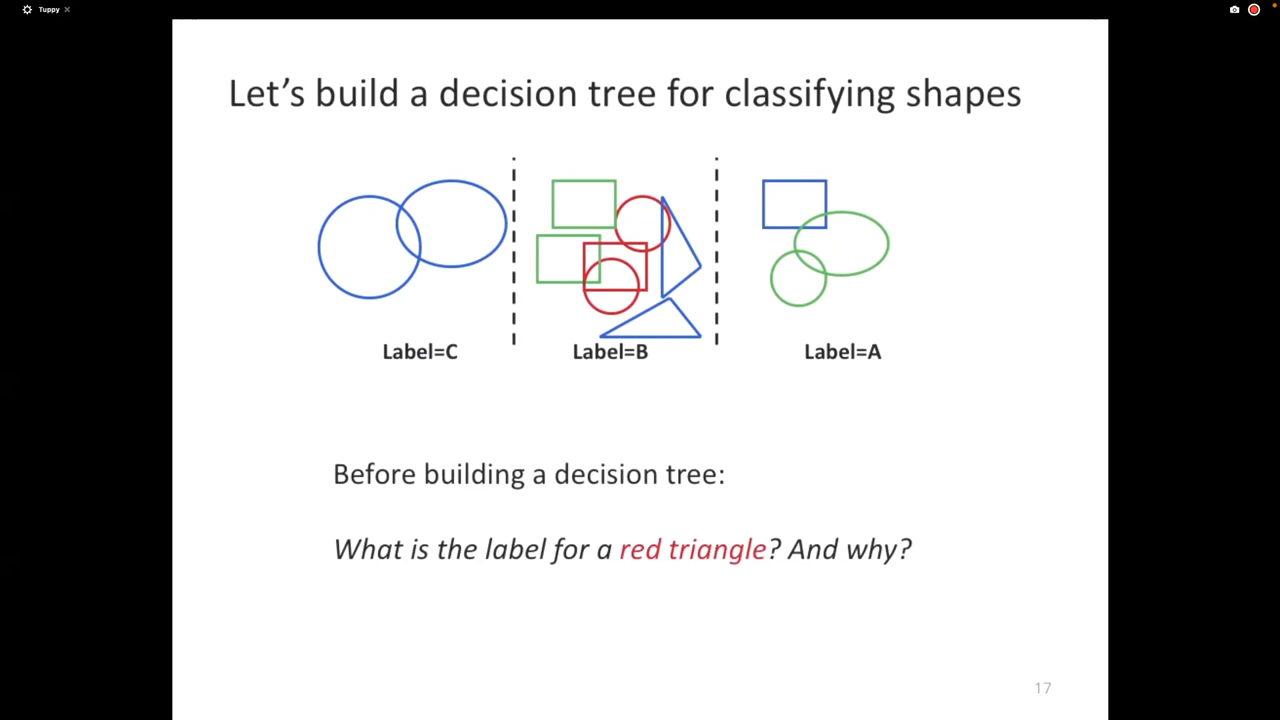 Tuppy
Let's build a decision tree for classifying shapes
Label=C
Label=B
Label=A
Before building a decision tree:
What is the label for a red triangle? And why?
17